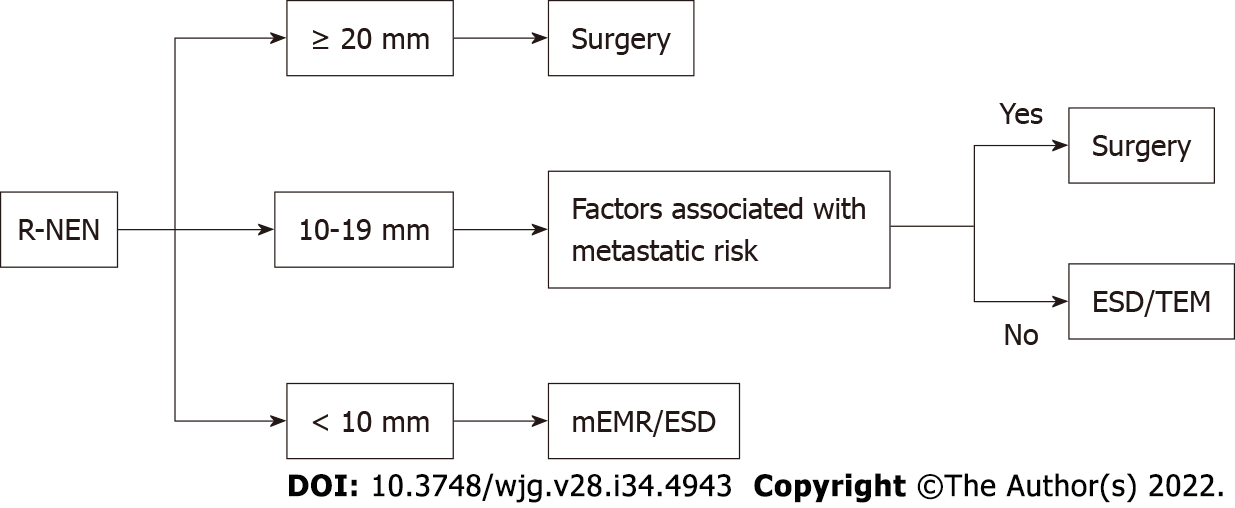 ≥ 20 mm
Surgery
R-NEN
10-19 mm
Factors associated with
metastatic risk
Yes
Surgery
No
ESD/TEM
< 10 mm
mEMR/ESD
DOI: 10.3748/wjg.v28.i34.4943 Copyright ©The Author(s) 2022.